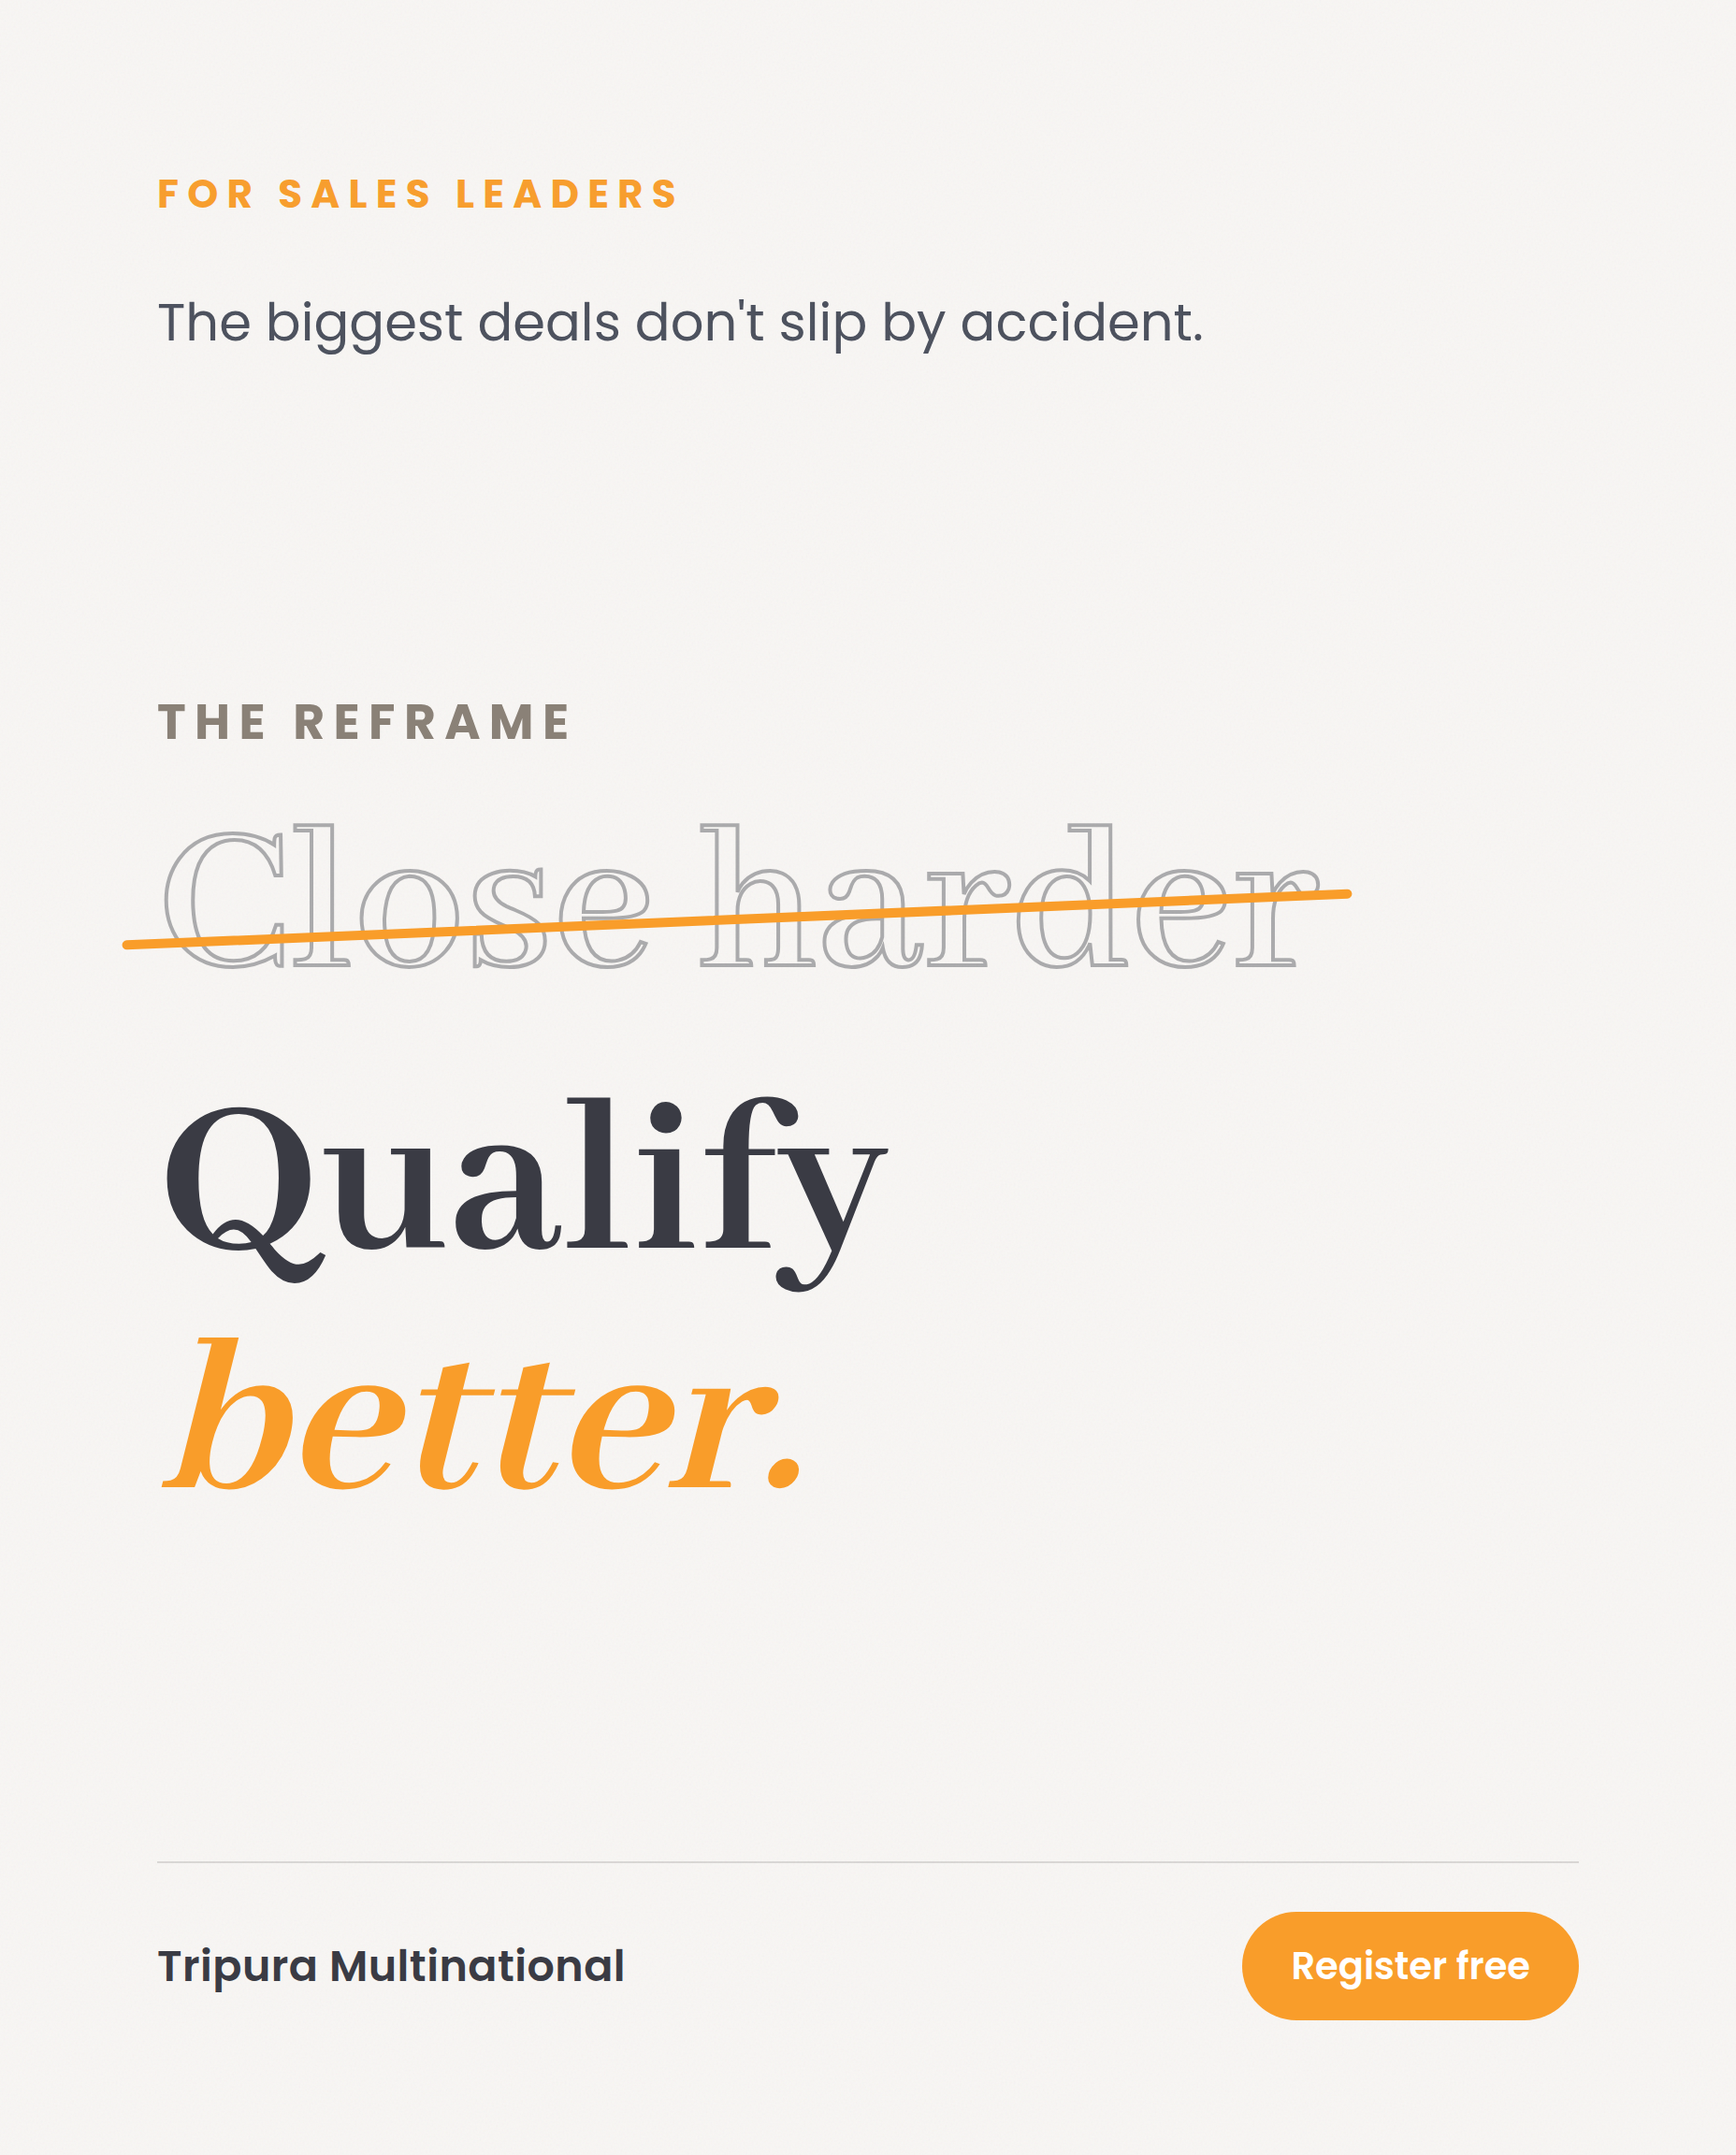 FOR SALES LEADERS
The biggest deals don't slip by accident.
THE REFRAME
Close harder
Qualify
better.
Tripura Multinational
Register free